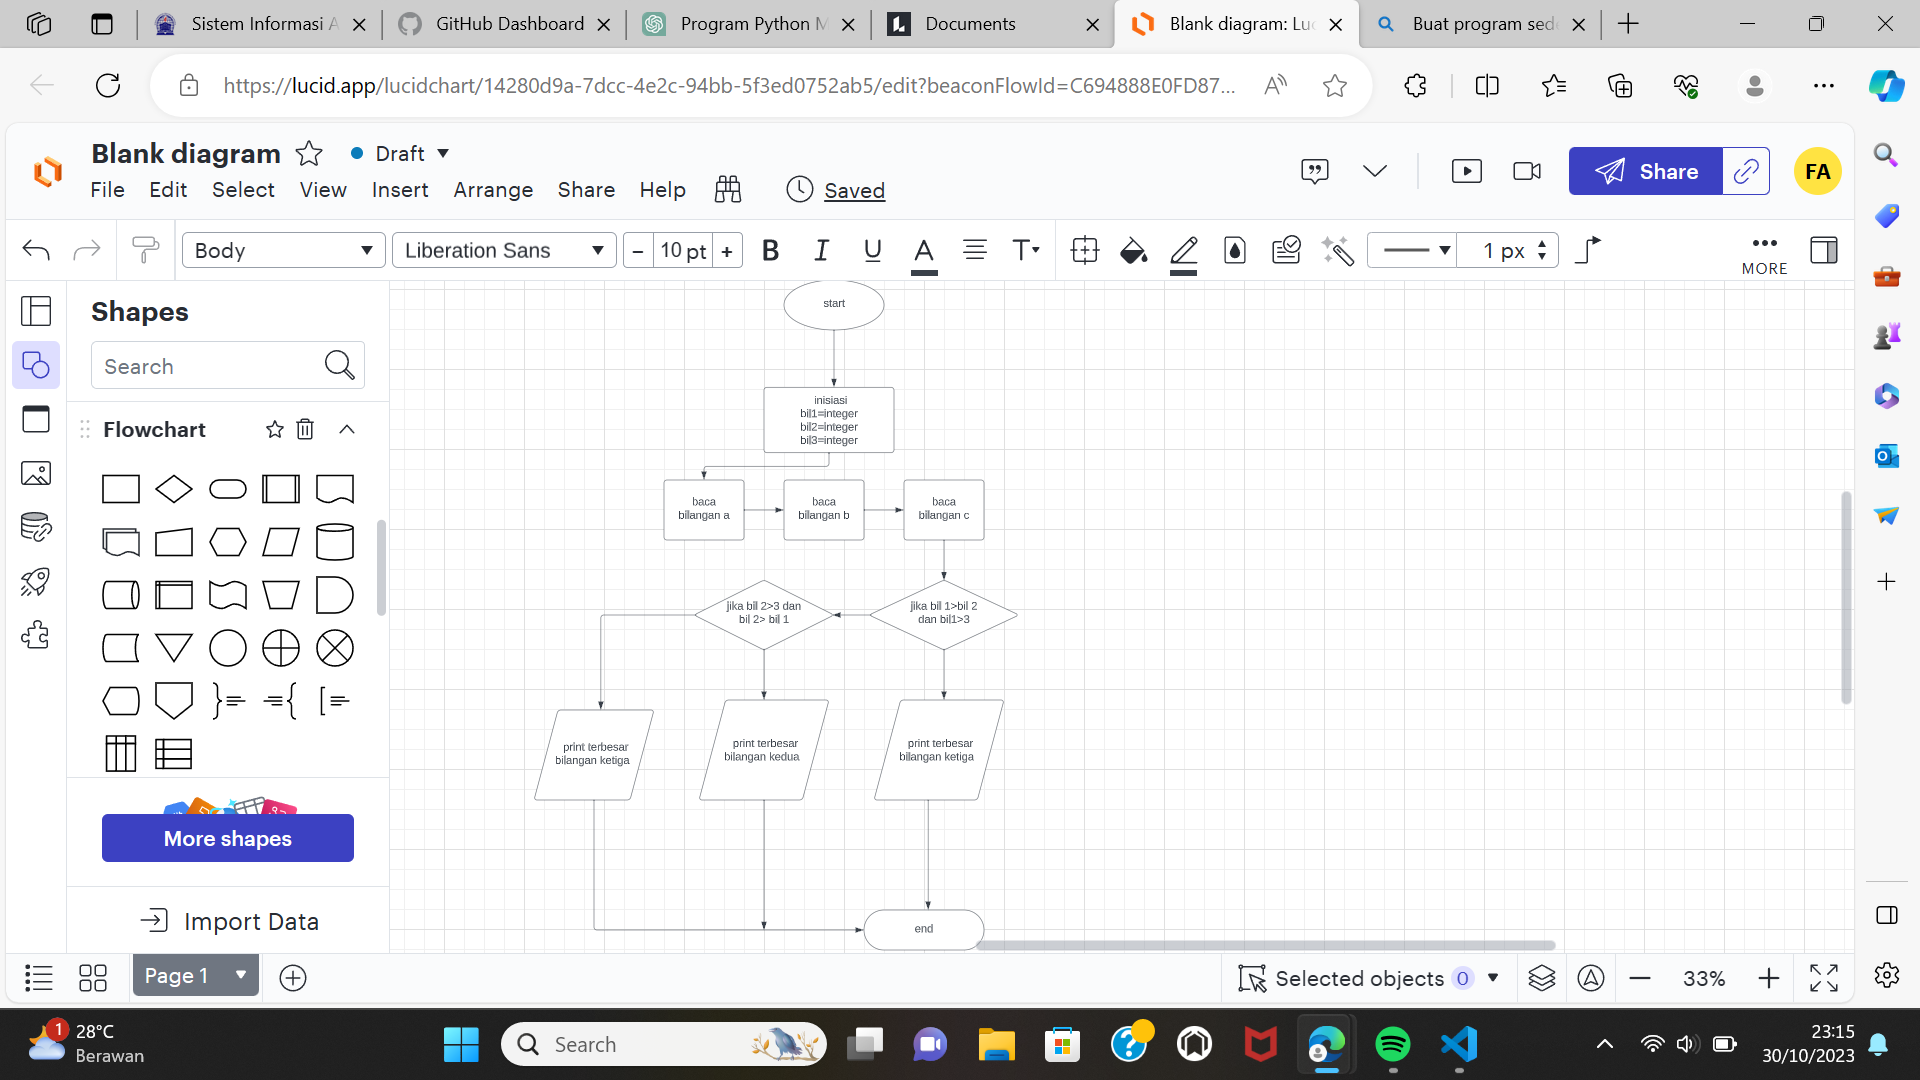 Sistem Informasi A
GitHub Dashboard
Program Python M
Documents
Blank diagram: Luc
Buat program sede
https://lucid.app/lucidchart/14280d9a-7dcc-4e2c-94bb-5f3ed0752ab5/edit?beaconFlowId=C694888E0FD87...
Blank diagram
Draft
File Edit Select View Insert Arrange Share Help
Saved
Share
FA
Body
Liberation Sans
10 pt
1 px
MORE
Shapes
Search
Flowchart
More shapes
Import Data
start
inisiasi
bil1=integer
bil2=integer
bil3=integer
baca
bilangan a
baca
bilangan b
baca
bilangan c
jika bil 2>3 dan
bil 2> bil 1
jika bil 1>bil 2
dan bil1>3
print terbesar
bilangan ketiga
print terbesar
bilangan kedua
print terbesar
bilangan ketiga
end
Page 1
Selected objects 0
33%
1
28°C
Berawan
Search
23:15
30/10/2023